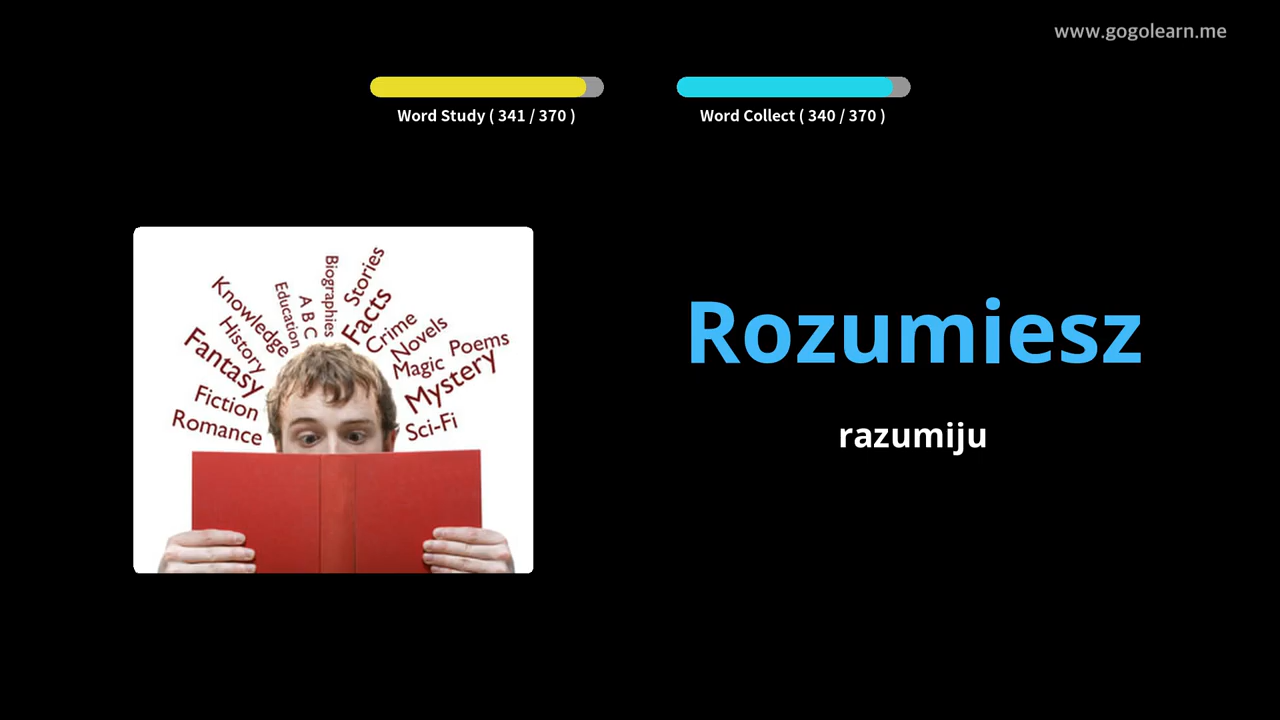 www.gogolearn.me
Word Study ( 341 / 370 )
Word Collect ( 340 / 370 )
Rozumiesz
razumiju
Knowledge
Education
A B C
Biographies
Stories
Facts
Crime
Novels
Poems
Magic
Mystery
Sci-Fi
History
Fantasy
Fiction
Romance